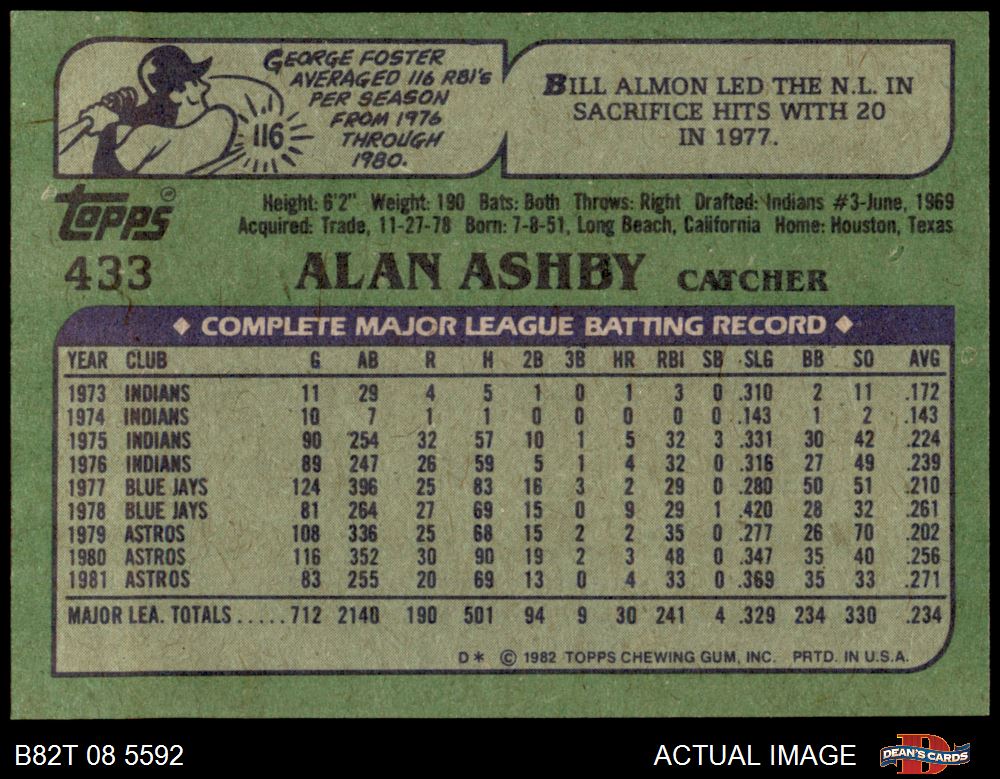 GEORGE FOSTER
AVERAGED 116 RBI'S
PER SEASON
FROM 1976
THROUGH
1980.
116
BILL ALMON LED THE N.L. IN
SACRIFICE HITS WITH 20
IN 1977.
Topps®
Height: 6'2" Weight: 190 Bats: Both Throws: Right Drafted: Indians #3-June, 1969
Acquired: Trade, 11-27-78 Born: 7-8-51, Long Beach, California Home: Houston, Texas
433 ALAN ASHBY CATCHER
◆ COMPLETE MAJOR LEAGUE BATTING RECORD ◆
YEAR CLUB G AB R H 2B 3B HR RBI SB SLG BB SO AVG
1973 INDIANS 11 29 4 5 1 0 1 3 0 .310 2 11 .172
1974 INDIANS 10 7 1 1 0 0 0 0 0 .143 1 2 .143
1975 INDIANS 90 254 32 57 10 1 5 32 3 .331 30 42 .224
1976 INDIANS 89 247 26 59 5 1 4 32 0 .316 27 49 .239
1977 BLUE JAYS 124 396 25 83 16 3 2 29 0 .280 50 51 .210
1978 BLUE JAYS 81 264 27 69 15 0 9 29 1 .420 28 32 .261
1979 ASTROS 108 336 25 68 15 2 2 35 0 .277 26 70 .202
1980 ASTROS 116 352 30 90 19 2 3 48 0 .347 35 40 .256
1981 ASTROS 83 255 20 69 13 0 4 33 0 .369 35 33 .271
MAJOR LEA. TOTALS.....712 2140 190 501 94 9 30 241 4 .329 234 330 .234
D* © 1982 TOPPS CHEWING GUM, INC. PRTD. IN U.S.A.
B82T 08 5592 ACTUAL IMAGE DEAN'S CARDS